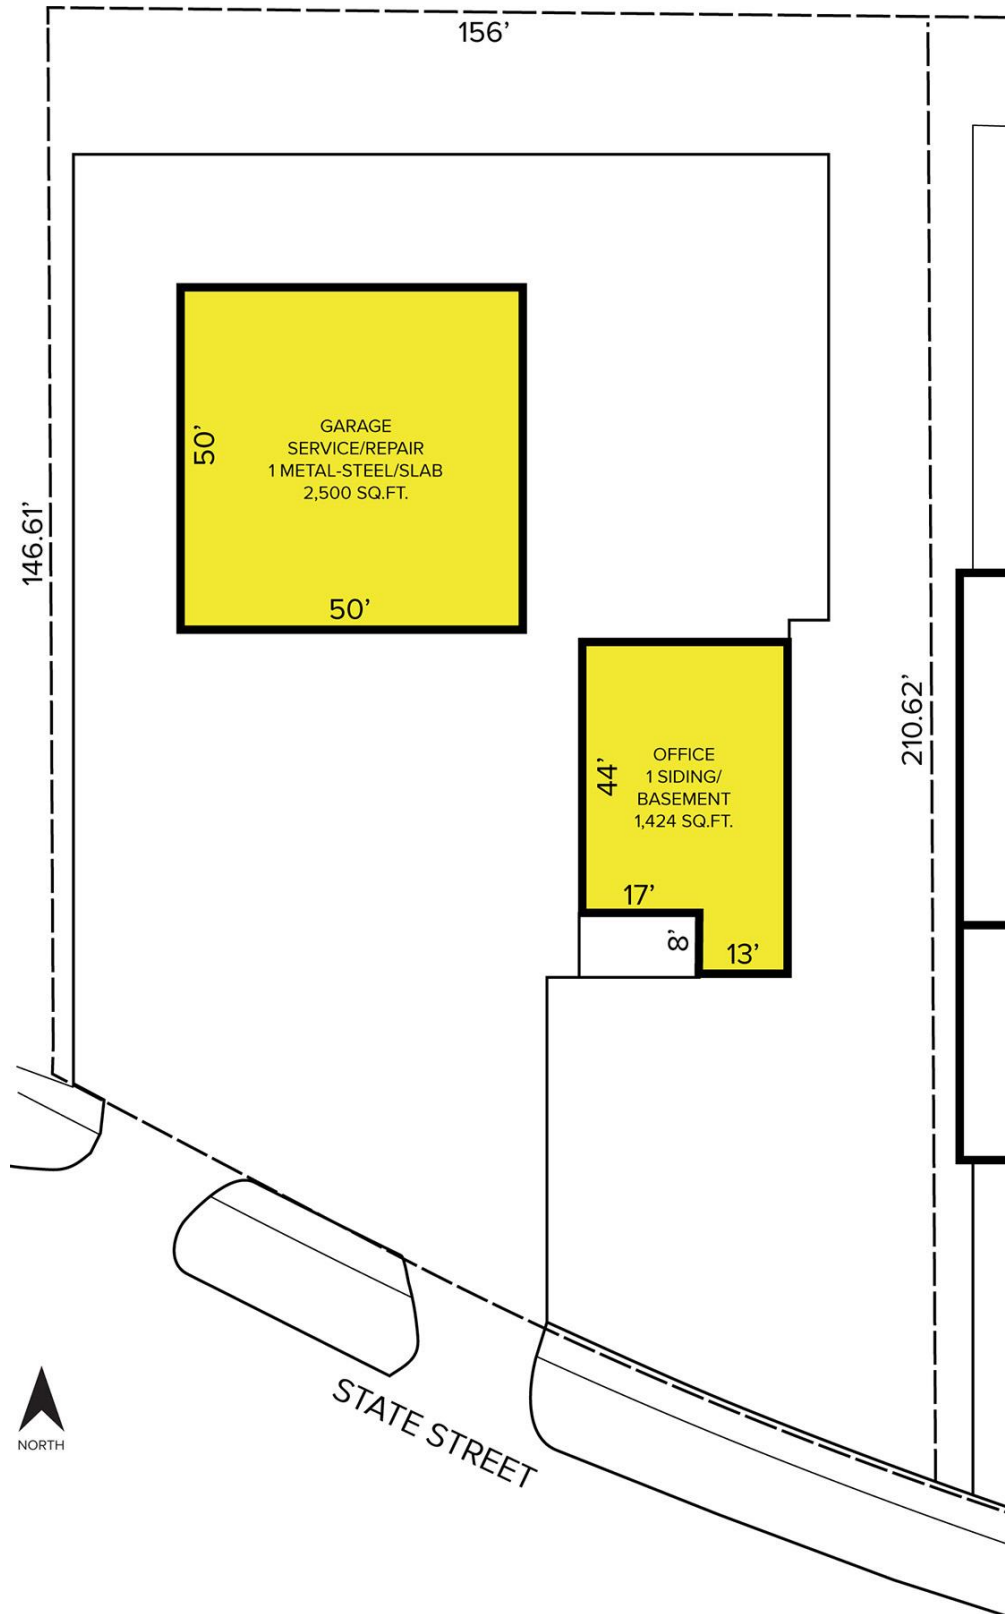 156’
50’
GARAGE
SERVICE/REPAIR
1 METAL-STEEL/SLAB
2,500 SQ.FT.
146.61’
50’
210.62’
44’
OFFICE
1 SIDING/
BASEMENT
1,424 SQ.FT.
17’
8’
13’
STATE STREET
NORTH